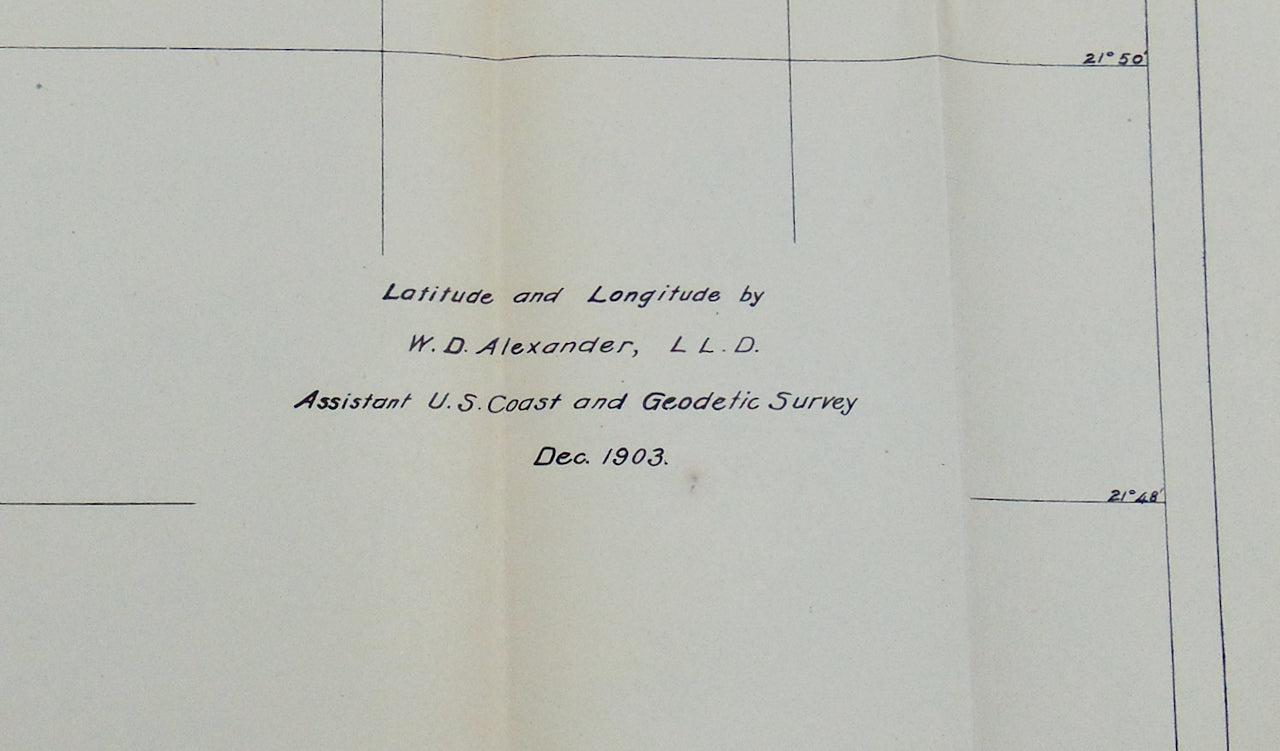 21° 50'
Latitude and Longitude by
W. D. Alexander, L L. D.
Assistant U. S. Coast and Geodetic Survey
Dec. 1903.
21° 48'